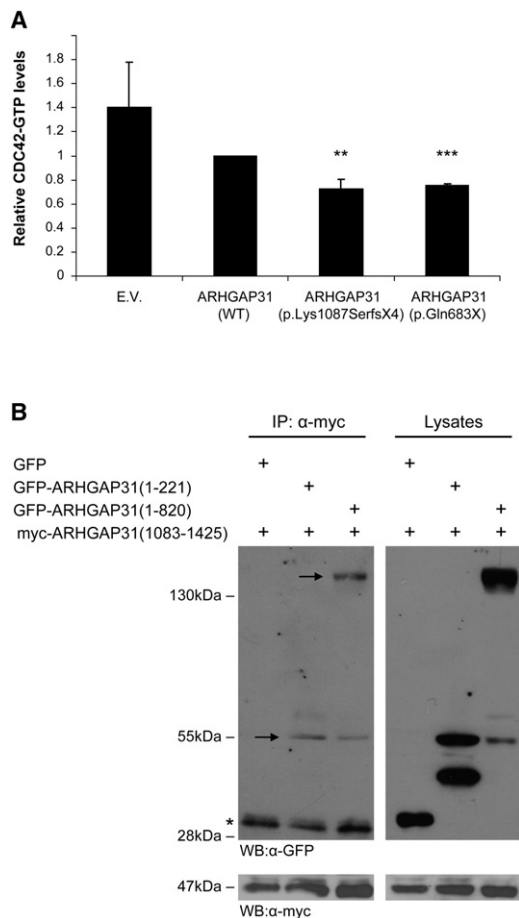 A
Relative CDC42-GTP levels
1.8
1.6
1.4
1.2
1
0.8
0.6
0.4
0.2
0
** ***
E.V. ARHGAP31 (WT) ARHGAP31 (p.Lys1087SerfsX4) ARHGAP31 (p.Gln683X)
B
IP: α-myc Lysates
GFP + +
GFP-ARHGAP31(1-221) + +
GFP-ARHGAP31(1-820) + +
myc-ARHGAP31(1083-1425) + + + + + +
130kDa –
55kDa –
*
28kDa –
WB:α-GFP
47kDa –
WB:α-myc